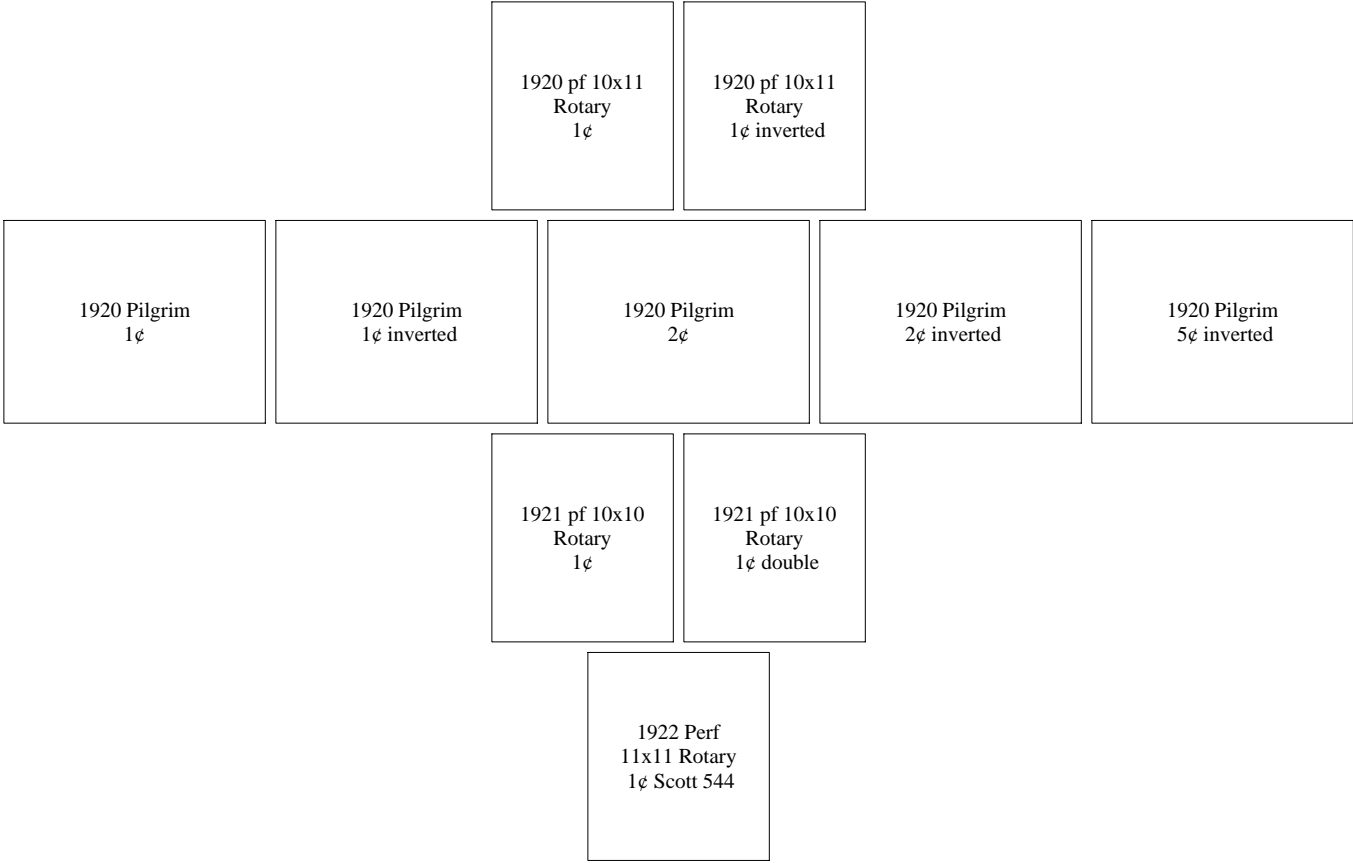 1920 pf 10x11
Rotary
1¢
1920 pf 10x11
Rotary
1¢ inverted
1920 Pilgrim
1¢
1920 Pilgrim
1¢ inverted
1920 Pilgrim
2¢
1920 Pilgrim
2¢ inverted
1920 Pilgrim
5¢ inverted
1921 pf 10x10
Rotary
1¢
1921 pf 10x10
Rotary
1¢ double
1922 Perf
11x11 Rotary
1¢ Scott 544